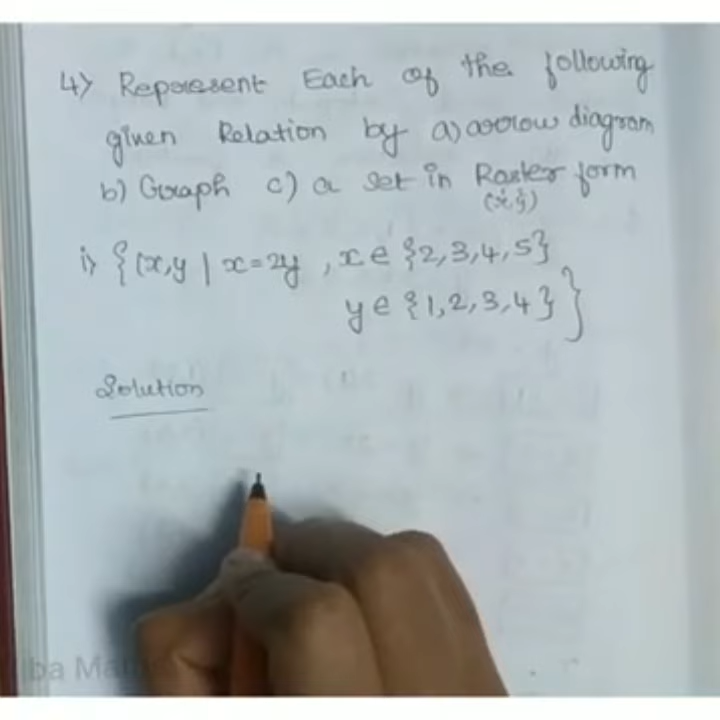 4) Represent Each of the following
given Relation by a) arrow diagram
b) Graph c) a set in Roster form
i) {(x,y | x=2y , x∈ {2,3,4,5}
y∈ {1,2,3,4} }
Solution